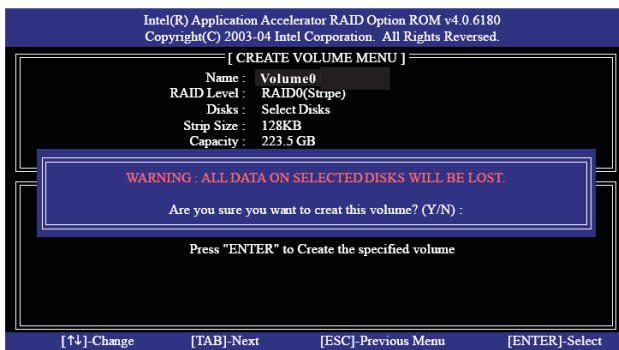 Intel(R) Application Accelerator RAID Option ROM v4.0.6180
Copyright(C) 2003-04 Intel Corporation. All Rights Reversed.
[ CREATE VOLUME MENU ]
Name : Volume0
RAID Level : RAID0(Stripe)
Disks : Select Disks
Strip Size : 128KB
Capacity : 223.5 GB
WARNING : ALL DATA ON SELECTED DISKS WILL BE LOST.
Are you sure you want to creat this volume? (Y/N) :
Press "ENTER" to Create the specified volume
[↑↓]-Change [TAB]-Next [ESC]-Previous Menu [ENTER]-Select